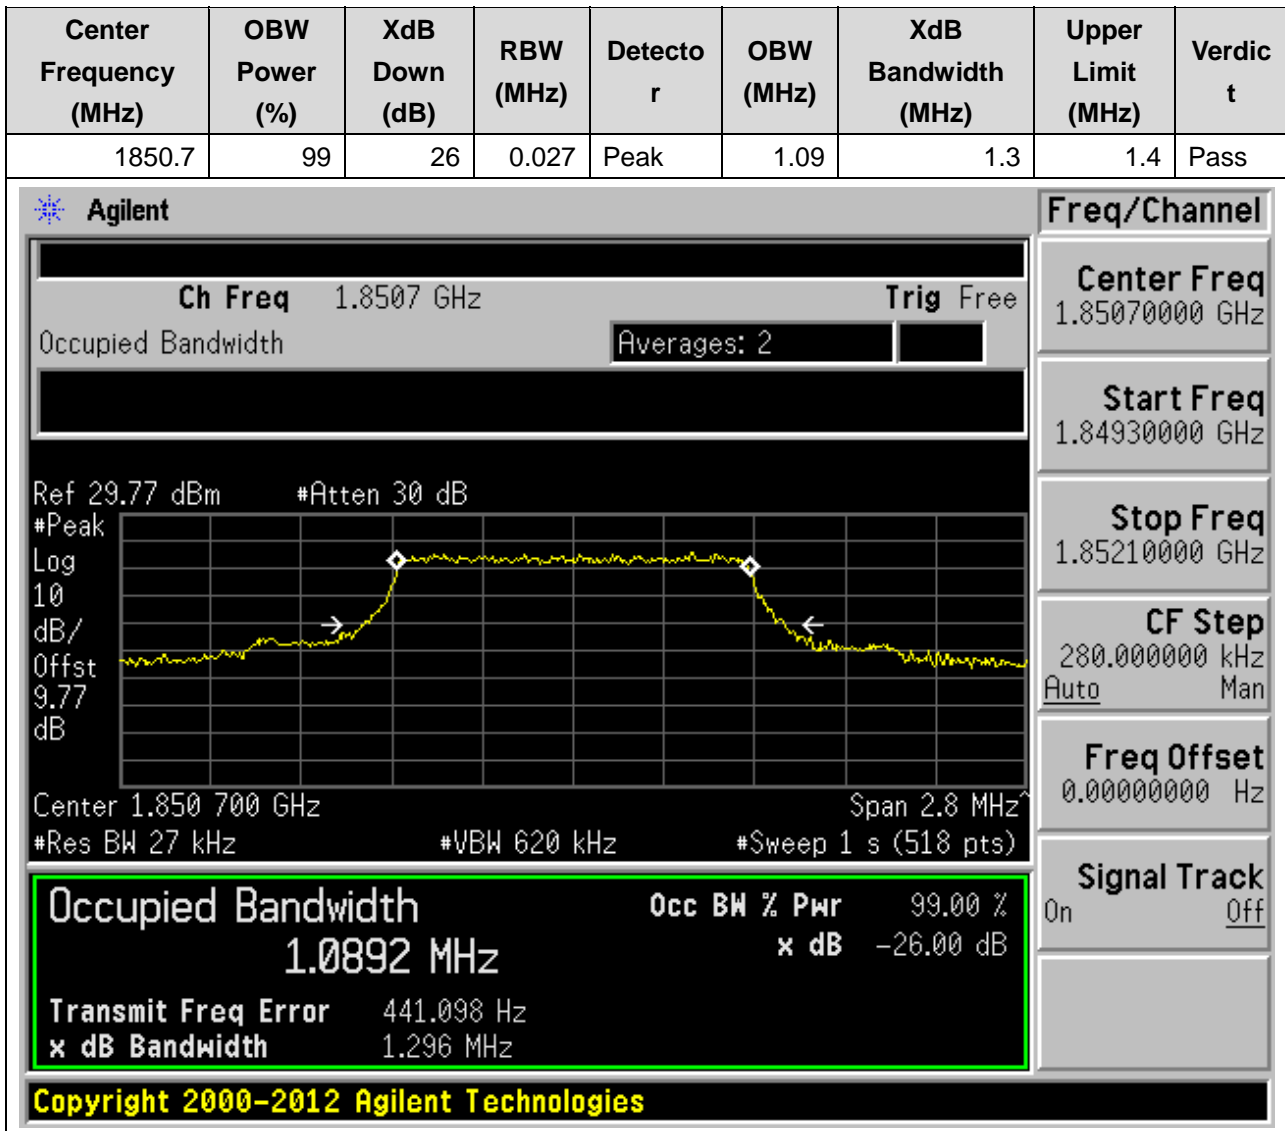 Center Frequency (MHz) OBW Power (%) XdB Down (dB) RBW (MHz) Detecto r OBW (MHz) XdB Bandwidth (MHz) Upper Limit (MHz) Verdic t
1850.7 99 26 0.027 Peak 1.09 1.3 1.4 Pass
Agilent
Freq/Channel
Ch Freq 1.8507 GHz Trig Free
Occupied Bandwidth Averages: 2
Ref 29.77 dBm #Atten 30 dB
#Peak
Log
10
dB/
Offst
9.77
dB
Center 1.850 700 GHz Span 2.8 MHz^
#Res BW 27 kHz #VBW 620 kHz #Sweep 1 s (518 pts)
Occupied Bandwidth
1.0892 MHz
Occ BW % Pwr 99.00 %
x dB -26.00 dB
Transmit Freq Error 441.098 Hz
x dB Bandwidth 1.296 MHz
Center Freq
1.85070000 GHz
Start Freq
1.84930000 GHz
Stop Freq
1.85210000 GHz
CF Step
280.000000 kHz
Auto Man
Freq Offset
0.00000000 Hz
Signal Track
On Off
Copyright 2000-2012 Agilent Technologies